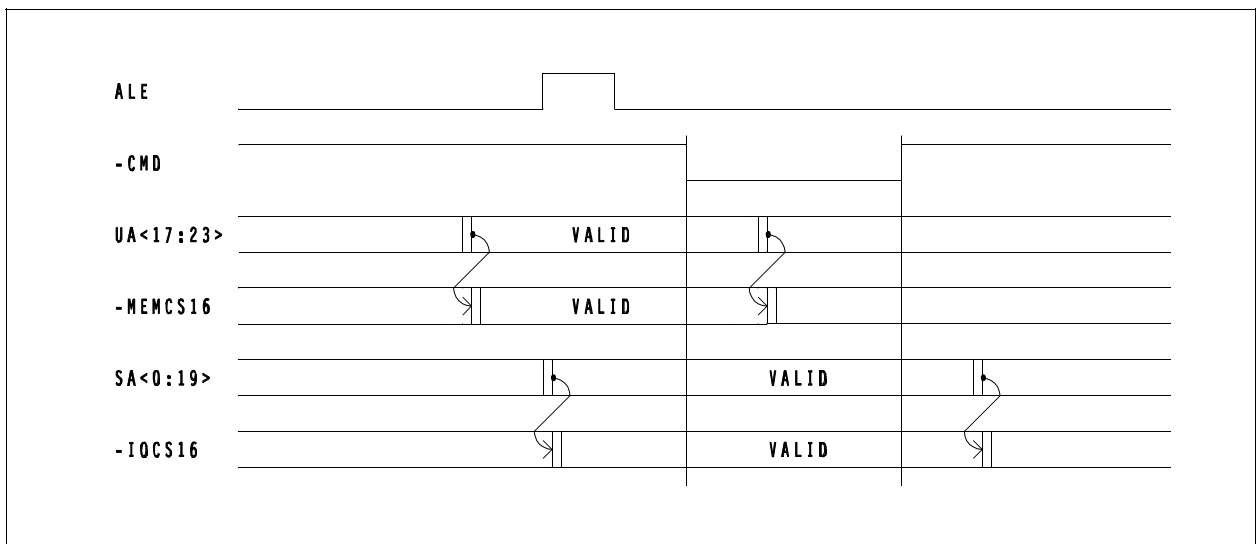 ALE
-CMD
UA<17:23> VALID
-MEMCS16 VALID
SA<0:19> VALID
-IOCS16 VALID